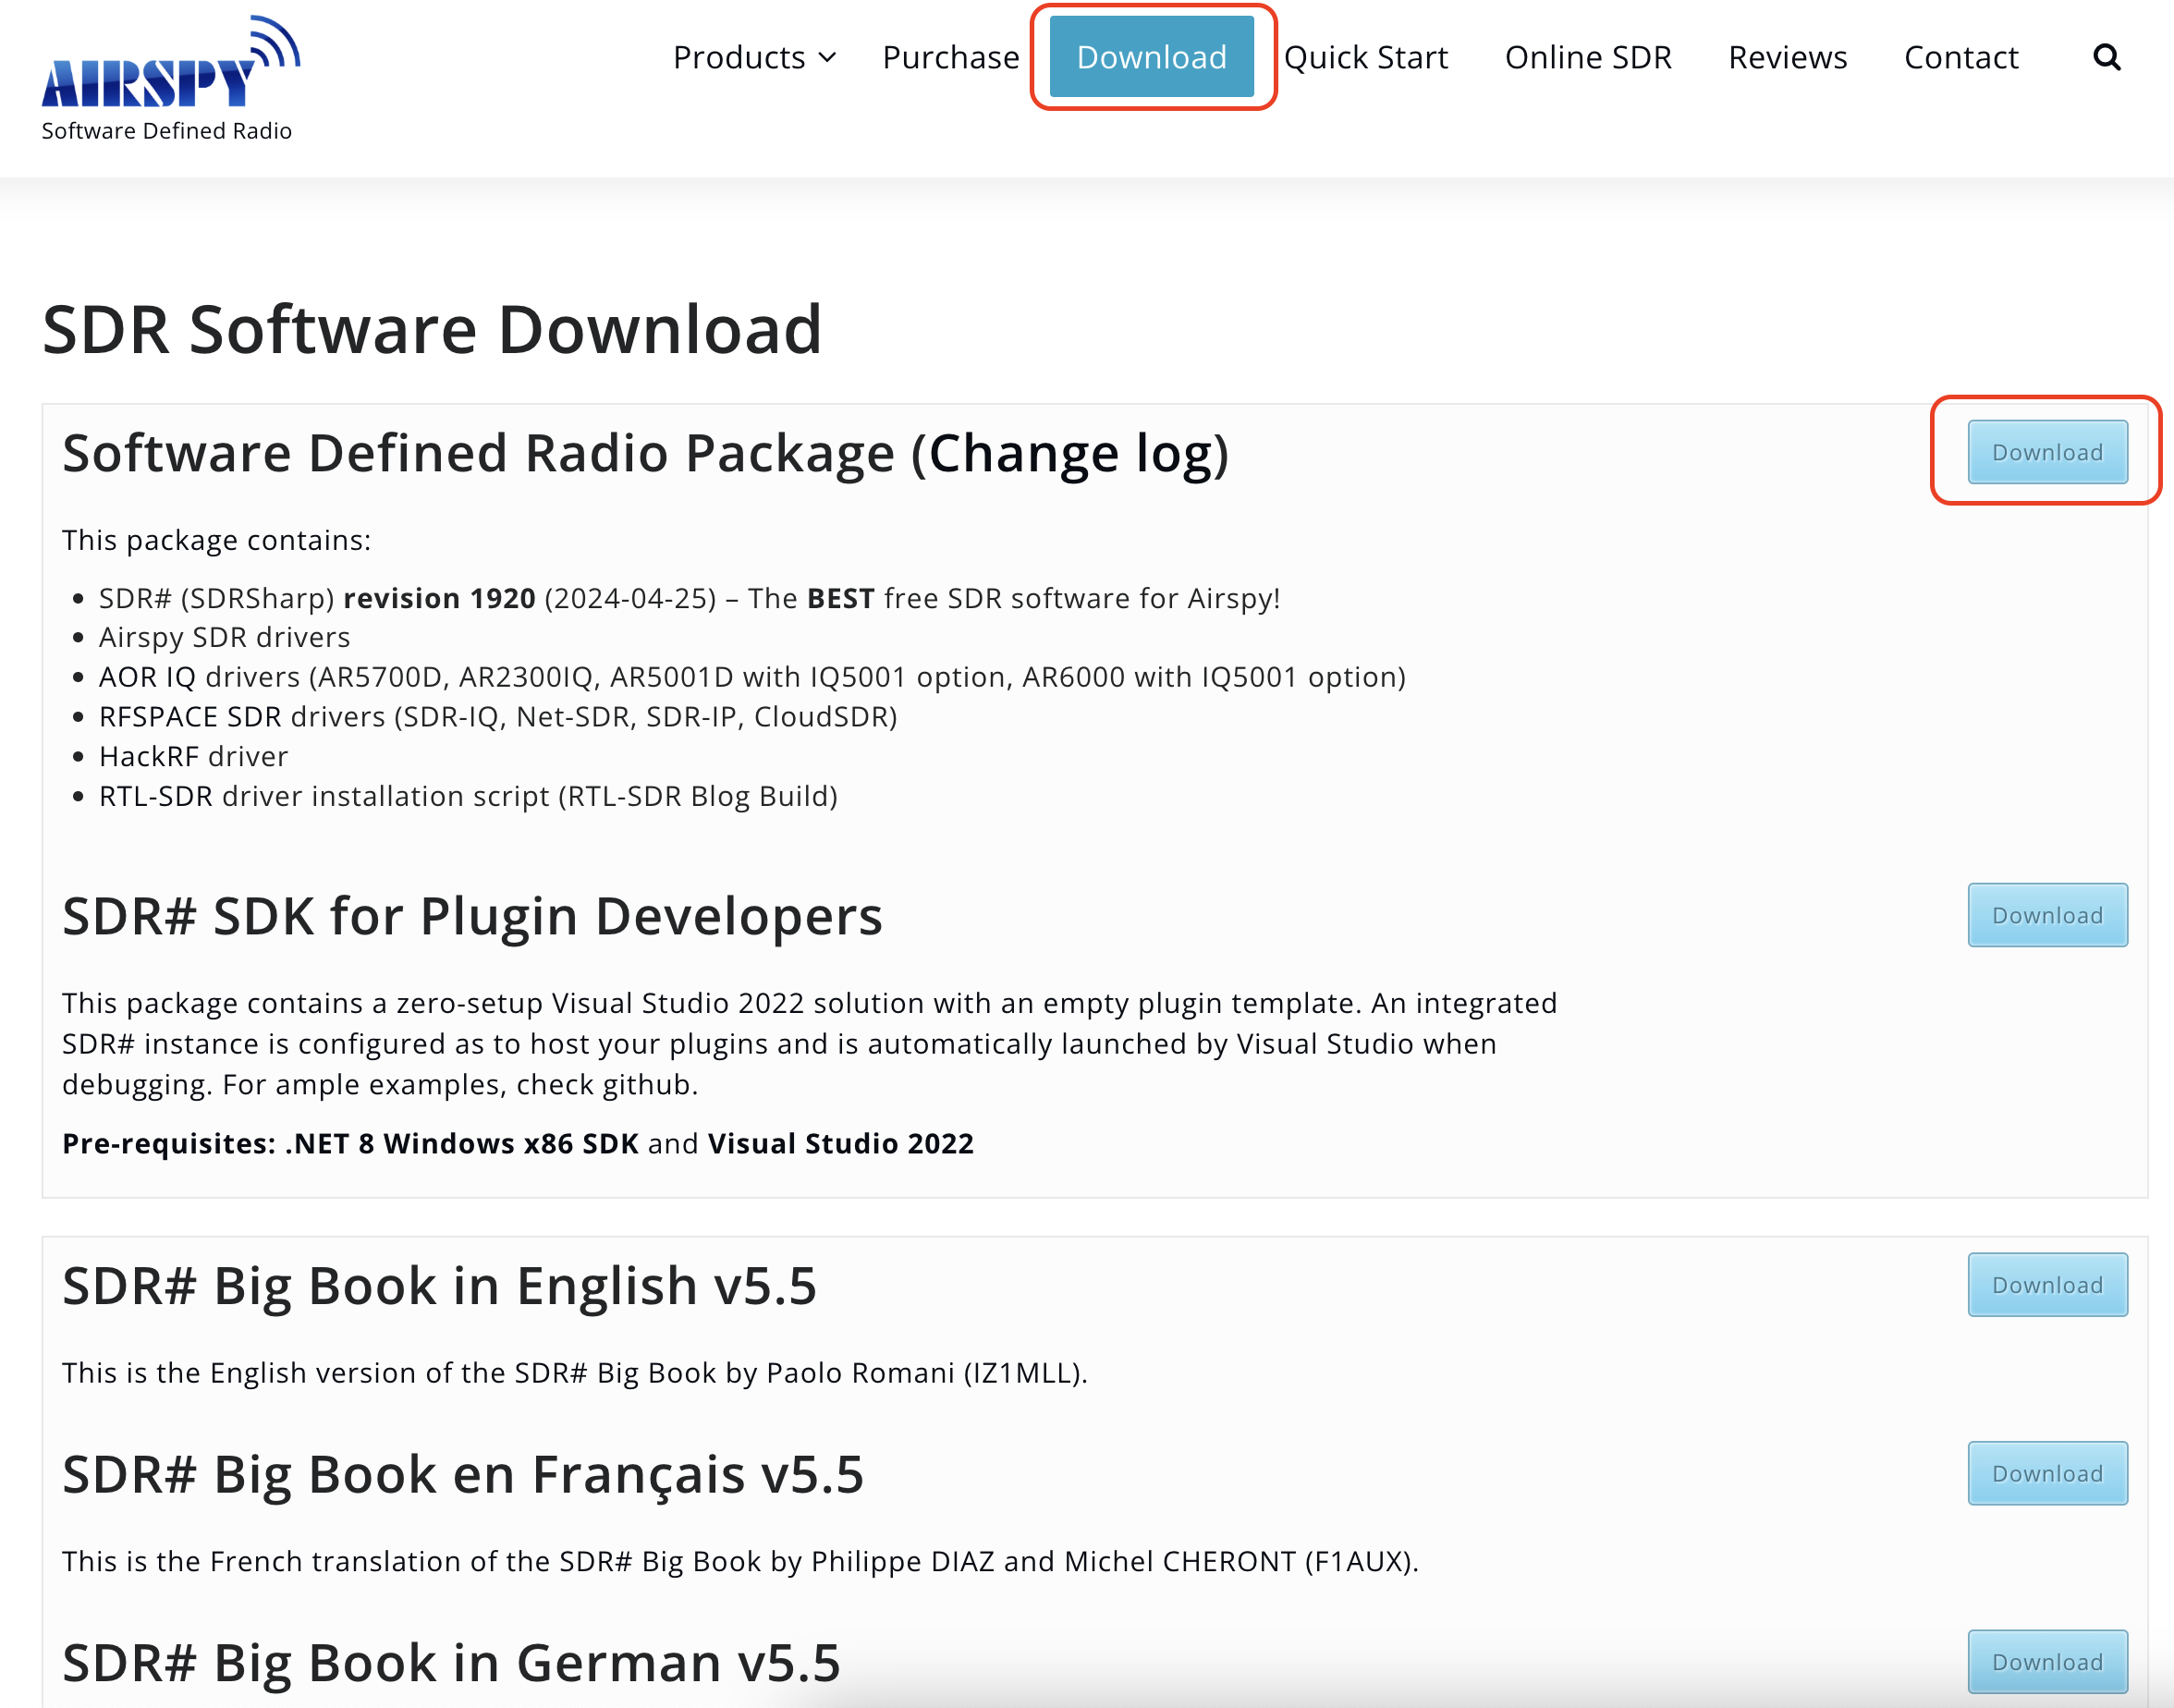 AIRSPY
Software Defined Radio
Products
Purchase
Download
Quick Start
Online SDR
Reviews
Contact
SDR Software Download
Software Defined Radio Package (Change log)
Download
This package contains:
• SDR# (SDRSharp) revision 1920 (2024-04-25) – The BEST free SDR software for Airspy!
• Airspy SDR drivers
• AOR IQ drivers (AR5700D, AR2300IQ, AR5001D with IQ5001 option, AR6000 with IQ5001 option)
• RFSPACE SDR drivers (SDR-IQ, Net-SDR, SDR-IP, CloudSDR)
• HackRF driver
• RTL-SDR driver installation script (RTL-SDR Blog Build)
SDR# SDK for Plugin Developers
Download
This package contains a zero-setup Visual Studio 2022 solution with an empty plugin template. An integrated
SDR# instance is configured as to host your plugins and is automatically launched by Visual Studio when
debugging. For ample examples, check github.
Pre-requisites: .NET 8 Windows x86 SDK and Visual Studio 2022
SDR# Big Book in English v5.5
Download
This is the English version of the SDR# Big Book by Paolo Romani (IZ1MLL).
SDR# Big Book en Français v5.5
Download
This is the French translation of the SDR# Big Book by Philippe DIAZ and Michel CHERONT (F1AUX).
SDR# Big Book in German v5.5
Download